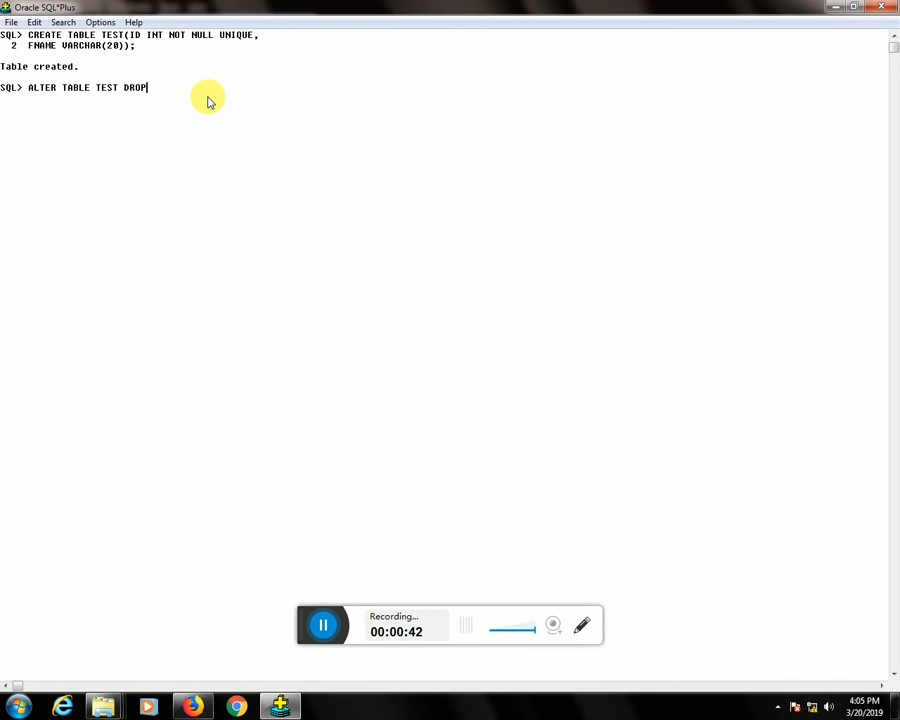 Oracle SQL*Plus
File Edit Search Options Help
SQL> CREATE TABLE TEST(ID INT NOT NULL UNIQUE,
2 FNAME VARCHAR(20));
Table created.
SQL> ALTER TABLE TEST DROP
Recording...
00:00:42
4:05 PM
3/20/2019